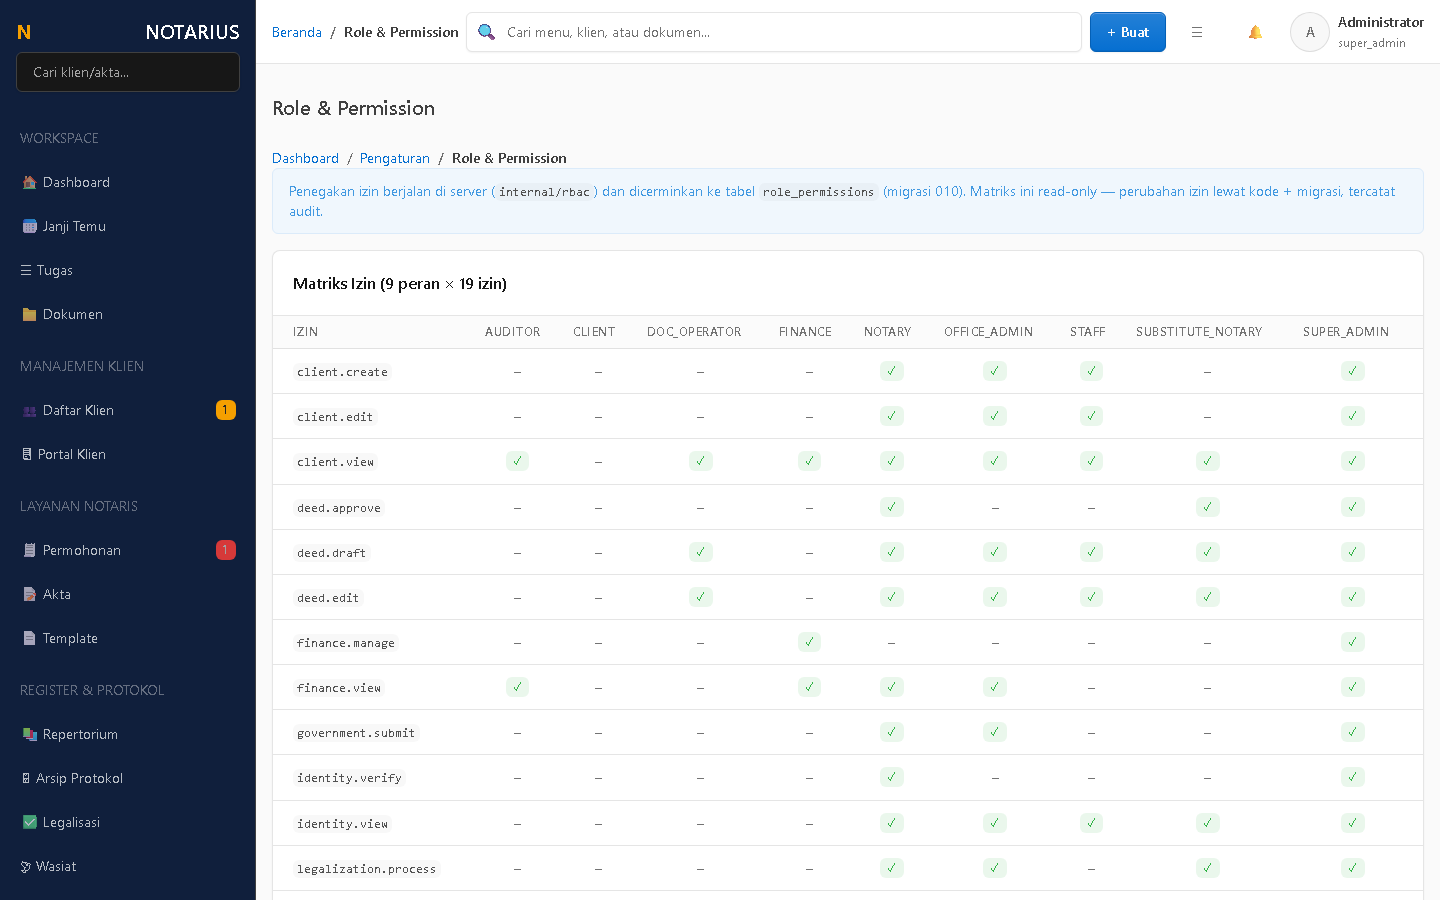 N NOTARIUS
Cari klien/akta...
WORKSPACE
Dashboard
Janji Temu
Tugas
Dokumen
MANAJEMEN KLIEN
Daftar Klien 1
Portal Klien
LAYANAN NOTARIS
Permohonan 1
Akta
Template
REGISTER & PROTOKOL
Repertorium
Arsip Protokol
Legalisasi
Wasiat
Beranda / Role & Permission
Cari menu, klien, atau dokumen...
+ Buat
A
Administrator
super_admin
Role & Permission
Dashboard / Pengaturan / Role & Permission
Penegakan izin berjalan di server ( internal/rbac ) dan dicerminkan ke tabel role_permissions (migrasi 010). Matriks ini read-only — perubahan izin lewat kode + migrasi, tercatat
audit.
Matriks Izin (9 peran × 19 izin)
IZIN AUDITOR CLIENT DOC_OPERATOR FINANCE NOTARY OFFICE_ADMIN STAFF SUBSTITUTE_NOTARY SUPER_ADMIN
client.create – – – – ✓ ✓ ✓ – ✓
client.edit – – – – ✓ ✓ ✓ – ✓
client.view ✓ – ✓ ✓ ✓ ✓ ✓ ✓ ✓
deed.approve – – – – ✓ – – ✓ ✓
deed.draft – – ✓ – ✓ ✓ ✓ ✓ ✓
deed.edit – – ✓ – ✓ ✓ ✓ ✓ ✓
finance.manage – – – ✓ – – – – ✓
finance.view ✓ – – ✓ ✓ ✓ – – ✓
government.submit – – – – ✓ ✓ – – ✓
identity.verify – – – – ✓ – – – ✓
identity.view – – – – ✓ ✓ ✓ ✓ ✓
legalization.process – – – – ✓ ✓ – ✓ ✓